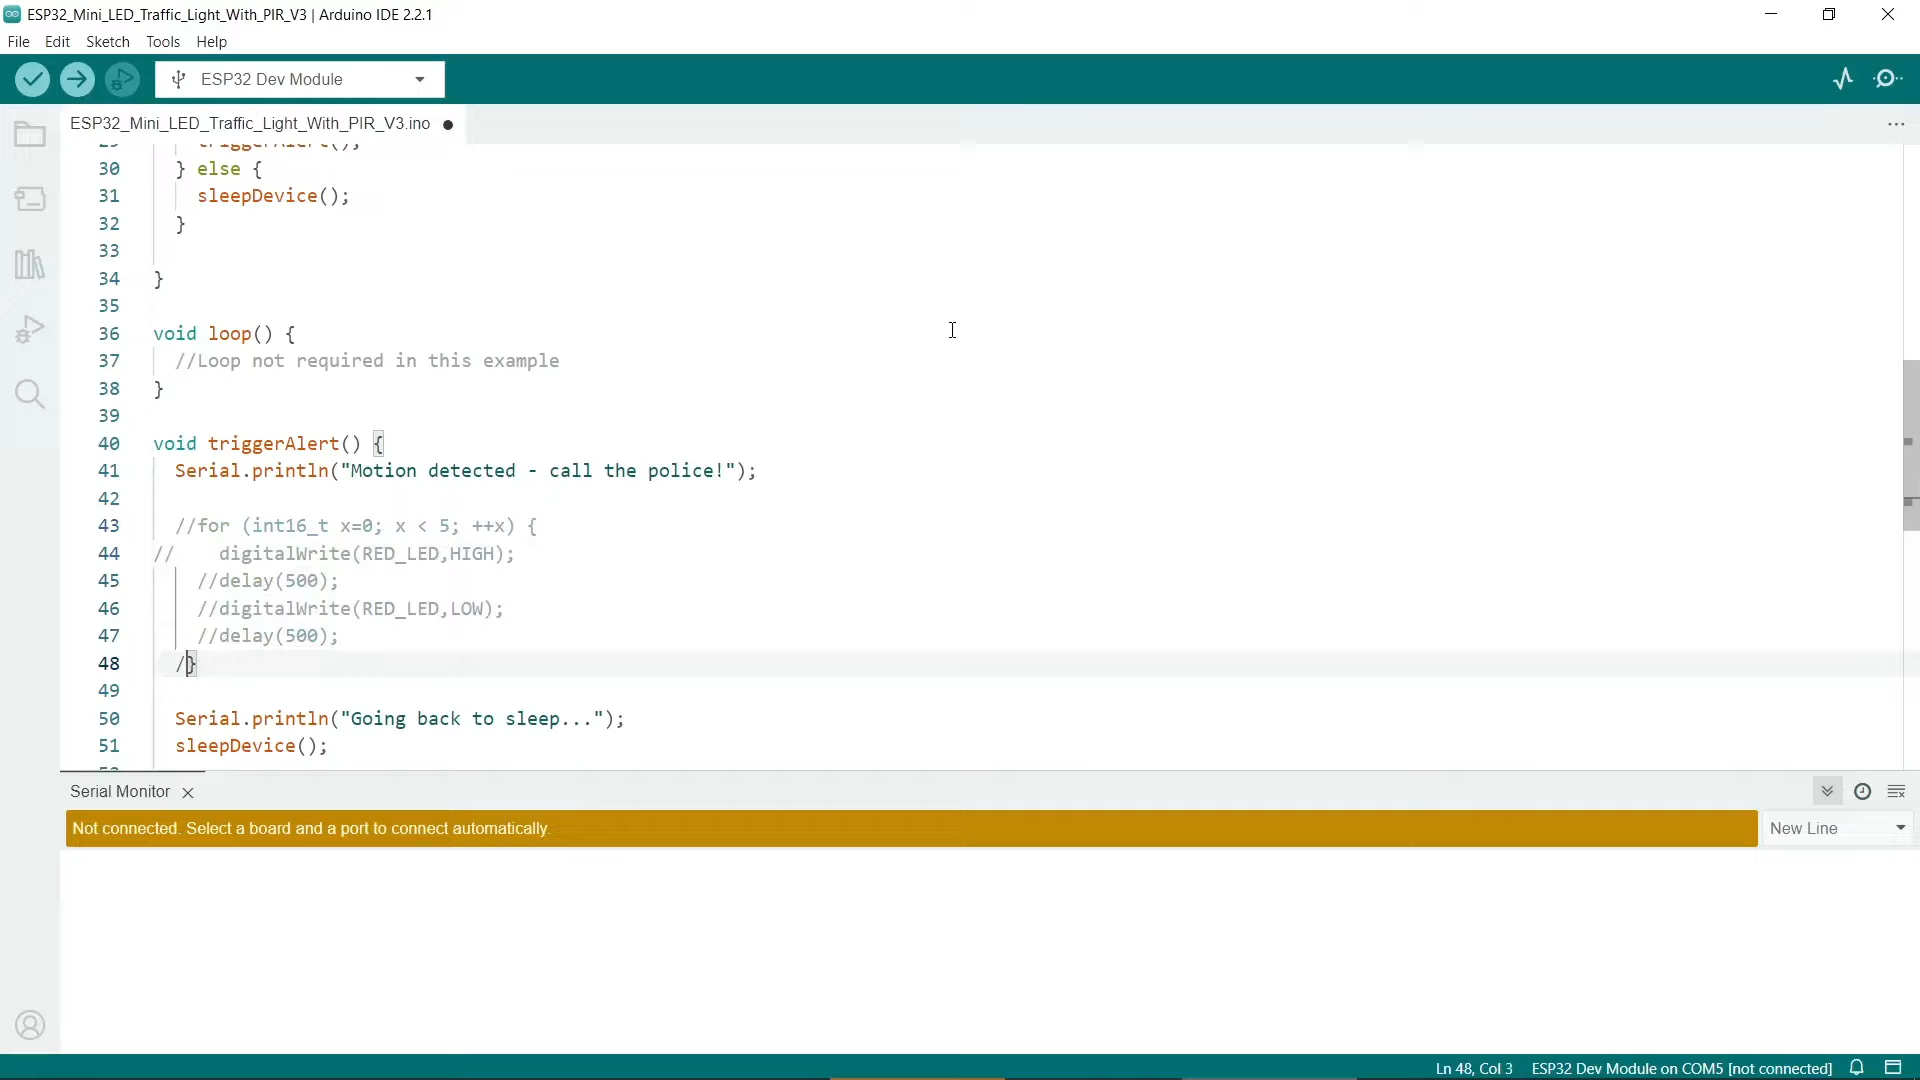 ESP32_Mini_LED_Traffic_Light_With_PIR_V3 | Arduino IDE 2.2.1
File Edit Sketch Tools Help
ESP32 Dev Module
ESP32_Mini_LED_Traffic_Light_With_PIR_V3.ino
29 triggerAlert();
30 } else {
31 sleepDevice();
32 }
33
34 }
35
36 void loop() {
37 //Loop not required in this example
38 }
39
40 void triggerAlert() {
41 Serial.println("Motion detected - call the police!");
42
43 //for (int16_t x=0; x < 5; ++x) {
44 // digitalWrite(RED_LED,HIGH);
45 //delay(500);
46 //digitalWrite(RED_LED,LOW);
47 //delay(500);
48 /}
49
50 Serial.println("Going back to sleep...");
51 sleepDevice();
Serial Monitor
Not connected. Select a board and a port to connect automatically.
New Line
Ln 48, Col 3 ESP32 Dev Module on COM5 [not connected]